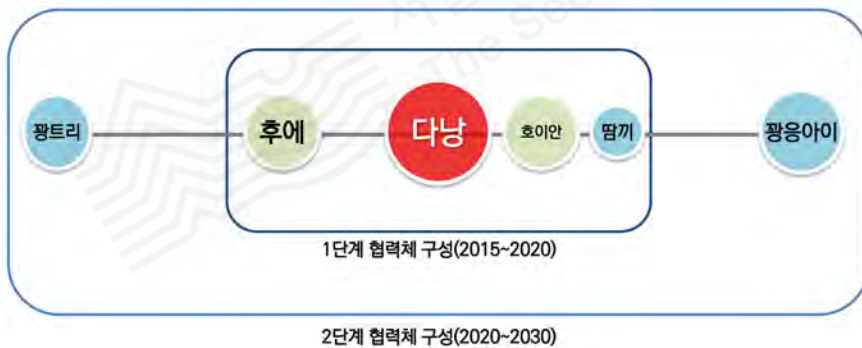 꽝트리
후에
다낭
호이안
땀끼
꽝응아이
1단계 협력체 구성(2015~2020)
2단계 협력체 구성(2020~2030)